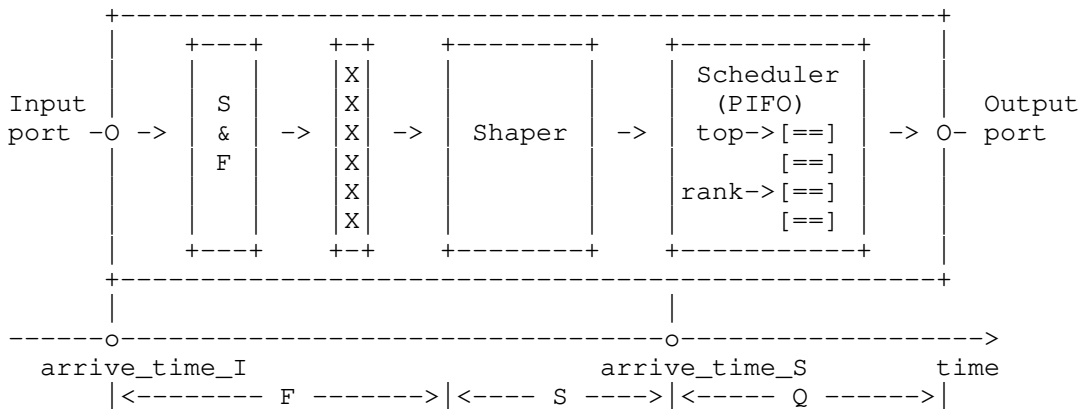 +-------------------------------------------------------+
|     +---+     +-+     +--------+     +-----------+    |
|     |   |     |X|     |        |     | Scheduler |    |
Input  |     | S |     |X|     |        |     |  (PIFO)   |    |  Output
port -O ->  | & | ->  |X| ->  | Shaper | ->  | top->[==] | -> O- port
|     | F |     |X|     |        |     |      [==] |    |
|     |   |     |X|     |        |     |rank->[==] |    |
|     |   |     |X|     |        |     |      [==] |    |
|     +---+     +-+     +--------+     +-----------+    |
+-------------------------------------------------------+
|                                     |
------o-------------------------------------o------------------->
arrive_time_I                       arrive_time_S        time
|<------- F ------->|<---- S ---->|<----- Q ----->|